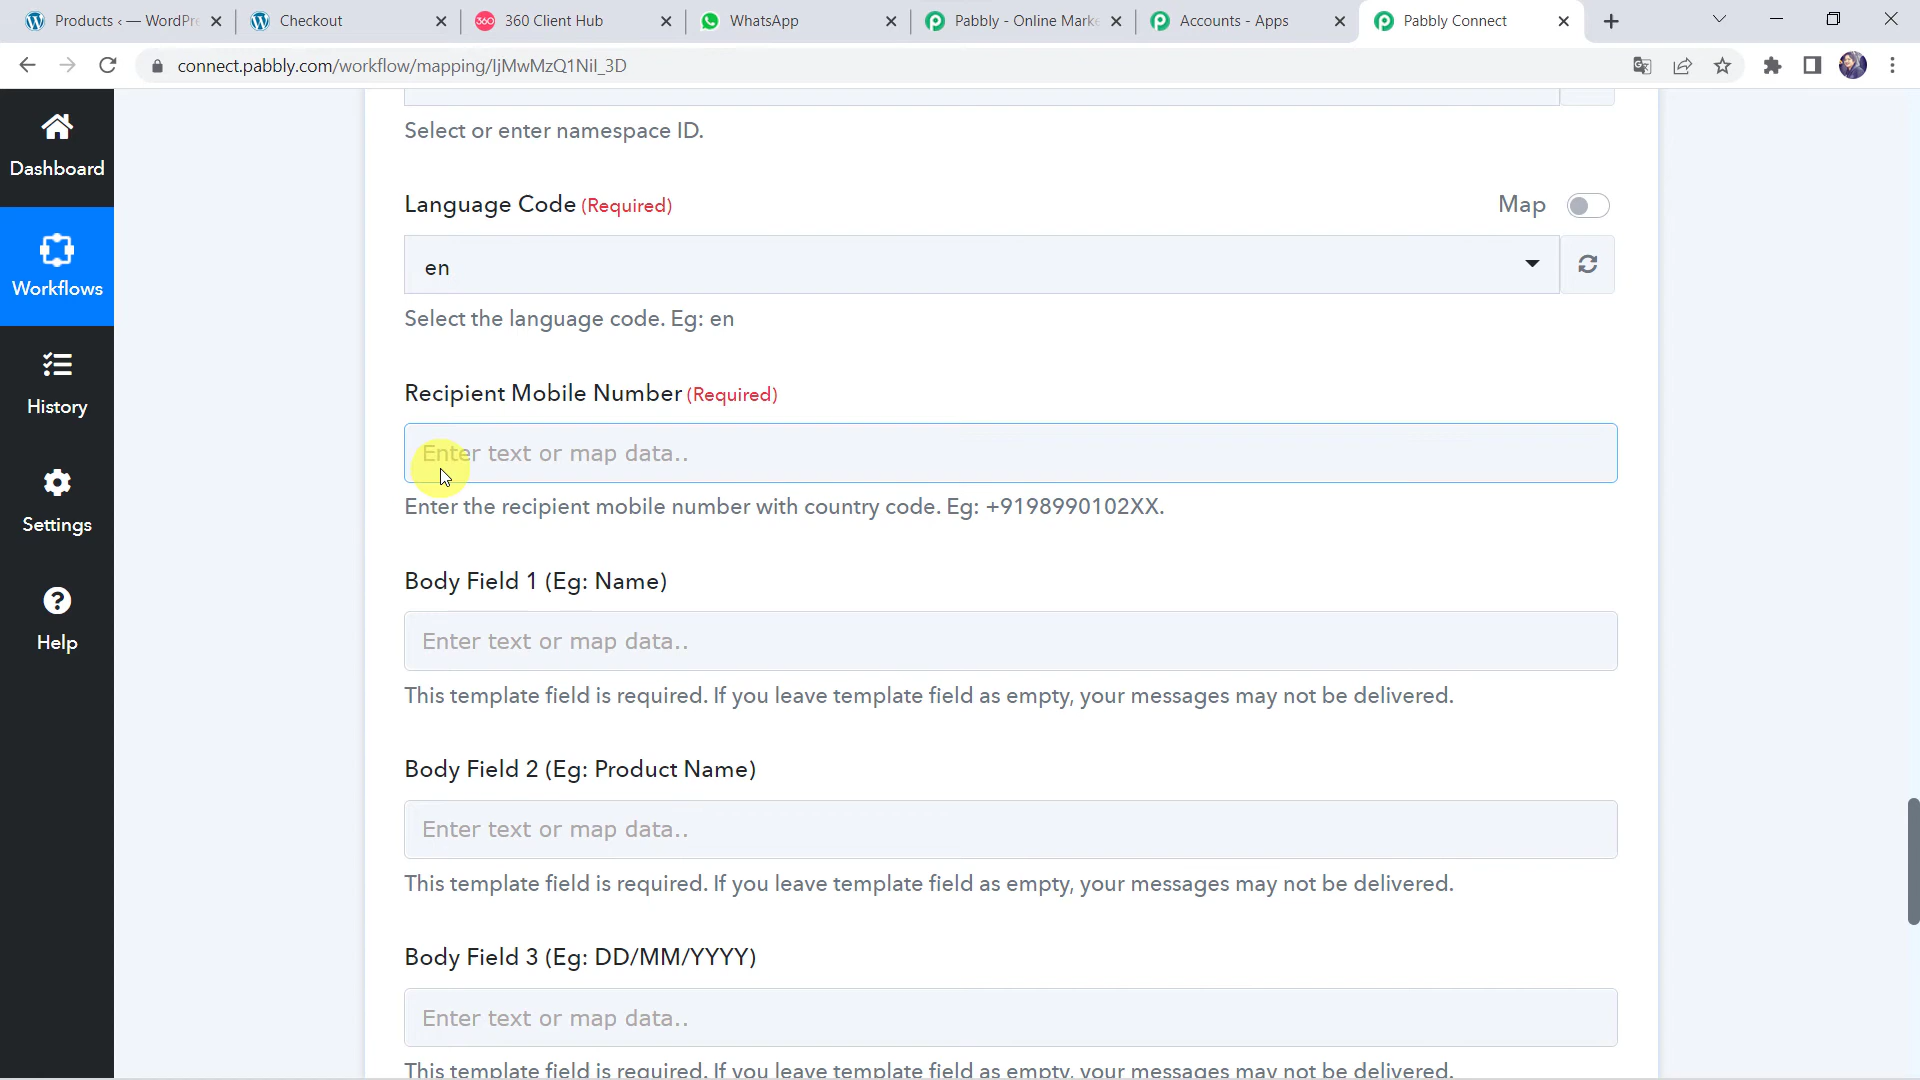 Products ‹ — WordPr
Checkout
360 Client Hub
WhatsApp
Pabbly - Online Marke
Accounts - Apps
Pabbly Connect
connect.pabbly.com/workflow/mapping/IjMwMzQ1NiI_3D
Dashboard
Workflows
History
Settings
Help
Select or enter namespace ID.
Language Code (Required)
Map
en
Select the language code. Eg: en
Recipient Mobile Number (Required)
Enter text or map data..
Enter the recipient mobile number with country code. Eg: +9198990102XX.
Body Field 1 (Eg: Name)
Enter text or map data..
This template field is required. If you leave template field as empty, your messages may not be delivered.
Body Field 2 (Eg: Product Name)
Enter text or map data..
This template field is required. If you leave template field as empty, your messages may not be delivered.
Body Field 3 (Eg: DD/MM/YYYY)
Enter text or map data..
This template field is required. If you leave template field as empty, your messages may not be delivered.